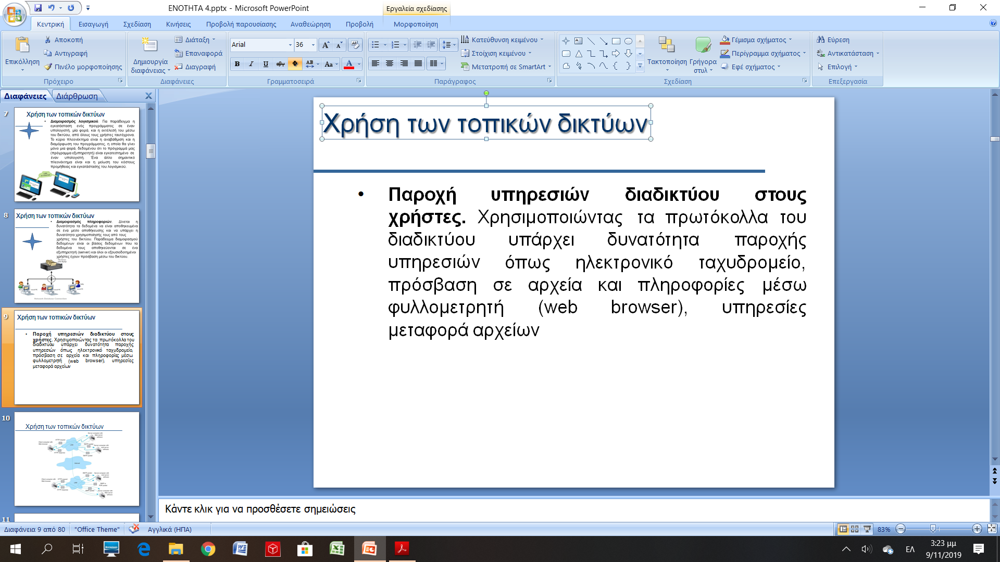 ΕΝΟΤΗΤΑ 4.pptx - Microsoft PowerPoint
Εργαλεία σχεδίασης
Κεντρική Εισαγωγή Σχεδίαση Κινήσεις Προβολή παρουσίασης Αναθεώρηση Προβολή Μορφοποίηση
Επικόλληση
Αποκοπή
Αντιγραφή
Πινέλο μορφοποίησης
Πρόχειρο
Δημιουργία
διαφάνειας
Διάταξη
Επαναφορά
Διαγραφή
Διαφάνειες
Arial 36
B I U abc Φ AV Aa A
Γραμματοσειρά
Κατεύθυνση κειμένου
Στοίχιση κειμένου
Μετατροπή σε SmartArt
Παράγραφος
Τακτοποίηση
Γρήγορα
στυλ
Γέμισμα σχήματος
Περίγραμμα σχήματος
Εφέ σχήματος
Σχεδίαση
Εύρεση
Αντικατάσταση
Επιλογή
Επεξεργασία
Διαφάνειες Διάρθρωση
7
Χρήση των τοπικών δικτύων
• Διαμοιρασμός λογισμικού. Για παράδειγμα η
εγκατάσταση ενός προγράμματος σε έναν
υπολογιστή, μία φορά, και η εκτέλεσή του μέσω
του δικτύου, από όλους τους χρήστες ταυτόχρονα.
Το κύριο πλεονέκτημα είναι η αναβάθμιση και η
διαμόρφωση του προγράμματος, η οποία θα γίνει
μόνο μια φορά, δεδομένου ότι το πρόγραμμά μας
(πρόγραμμα εξυπηρετητή) είναι εγκατεστημένο σε
έναν υπολογιστή. Ένα άλλο σημαντικό
πλεονέκτημα είναι και η μείωση του κόστους
προμήθειας και εγκατάστασης του λογισμικού.
8
Χρήση των τοπικών δικτύων
• Διαμοιρασμός πληροφοριών. Δίνεται η
δυνατότητα τα δεδομένα να είναι αποθηκευμένα
σε ένα μέσο αποθήκευσης και να υπάρχει η
δυνατότητα χρησιμοποίησής τους από τους
χρήστες του δικτύου. Παράδειγμα διαμοιρασμού
δεδομένων είναι οι βάσεις δεδομένων που τα
δεδομένα τους αποθηκεύονται σε ένα
εξυπηρετητή (server) και όλοι οι εξουσιοδοτημένοι
χρήστες έχουν πρόσβαση μέσω του δικτύου.
Network Database Connection
9
Χρήση των τοπικών δικτύων
• Παροχή υπηρεσιών διαδικτύου στους
χρήστες. Χρησιμοποιώντας τα πρωτόκολλα του
διαδικτύου υπάρχει δυνατότητα παροχής
υπηρεσιών όπως ηλεκτρονικό ταχυδρομείο,
πρόσβαση σε αρχεία και πληροφορίες μέσω
φυλλομετρητή (web browser), υπηρεσίες
μεταφορά αρχείων
10
Χρήση των τοπικών δικτύων
11
Χρήση των τοπικών δικτύων
• Παροχή υπηρεσιών διαδικτύου στους
χρήστες. Χρησιμοποιώντας τα πρωτόκολλα του
διαδικτύου υπάρχει δυνατότητα παροχής
υπηρεσιών όπως ηλεκτρονικό ταχυδρομείο,
πρόσβαση σε αρχεία και πληροφορίες μέσω
φυλλομετρητή (web browser), υπηρεσίες
μεταφορά αρχείων
Κάντε κλικ για να προσθέσετε σημειώσεις
Διαφάνεια 9 από 80 "Office Theme" Αγγλικά (ΗΠΑ) 83%
ΕΛ
3:23 μμ
9/11/2019